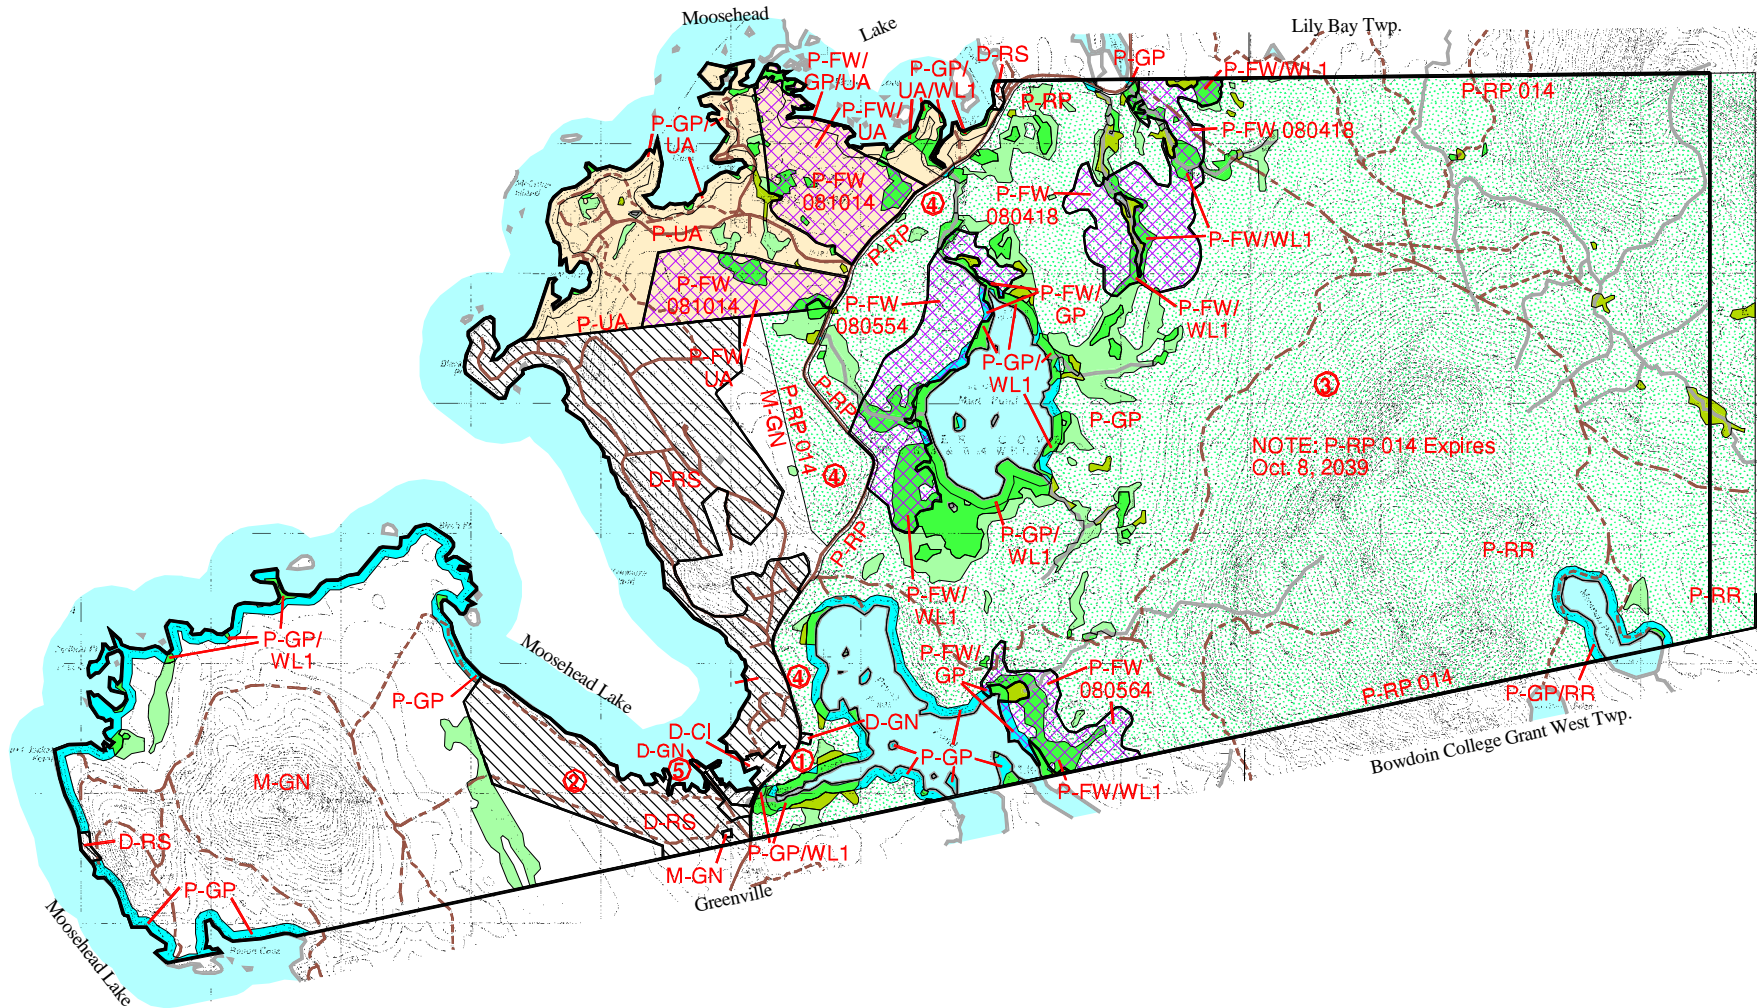 Moosehead
Lake
Lily Bay Twp.
P-FW/
GP/UA
P-GP/
UA/WL1
D-RS
P-GP
P-FW/WL1
P-RP 014
P-RP
P-FW/
UA
P-GP/
UA
P-FW 080418
P-FW
081014
P-FW
080418
4
P-UA
P-RP
P-FW/WL1
P-FW
081014
P-FW
080554
P-FW/
GP
P-FW/
WL1
P-UA
P-FW/
UA
P-GP/
WL1
P-RP
P-RP 014
M-GN
3
P-GP
NOTE: P-RP 014 Expires
Oct. 8, 2039
D-RS
4
P-RP
P-GP/
WL1
P-RR
P-RR
P-FW/
WL1
P-GP/
WL1
Moosehead Lake
P-GP
P-FW/
GP
P-FW
080564
4
P-RP 014
P-GP/RR
D-GN
D-CI
D-GN
5
1
P-GP
Bowdoin College Grant West Twp.
M-GN
2
P-FW/WL1
D-RS
D-RS
P-GP/WL1
M-GN
Greenville
P-GP
Moosehead Lake